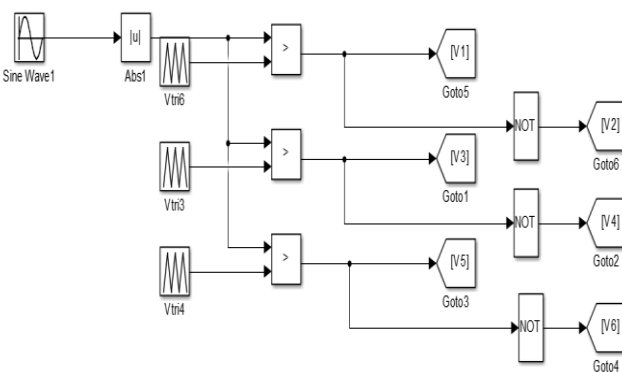 [V1]
|u|
>
Sine Wave1
Abs1
Goto5
Vtri6
NOT
[V2]
>
[V3]
Goto6
Vtri3
Goto1
NOT
[V4]
>
[V5]
Goto2
Vtri4
Goto3
NOT
[V6]
Goto4